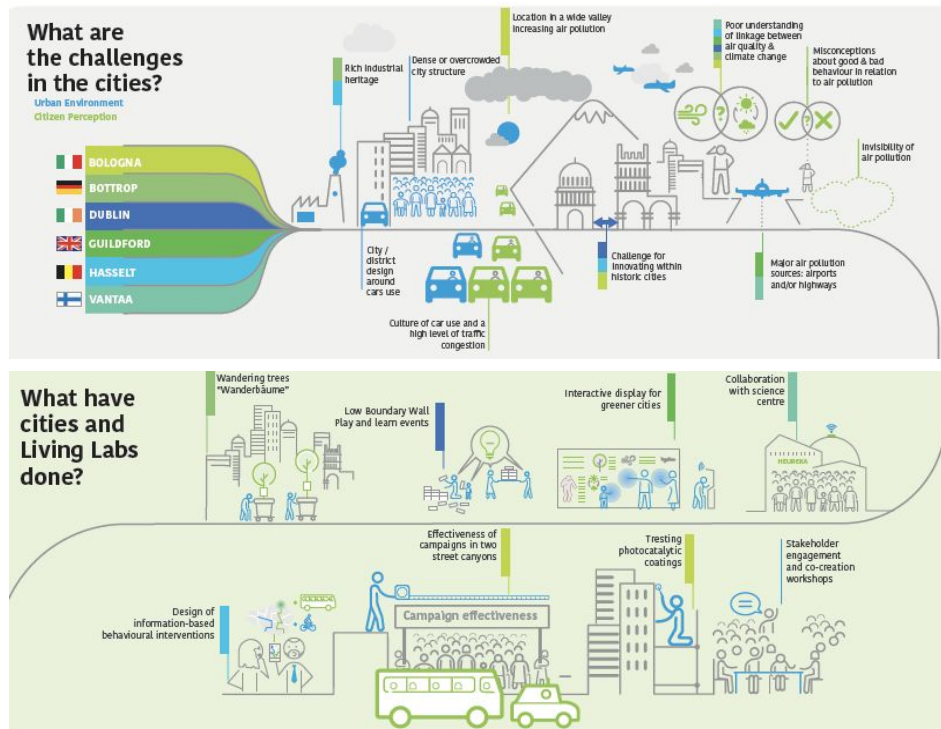 What are
the challenges
in the cities?
Urban Environment
Citizen Perception
BOLOGNA
BOTTROP
DUBLIN
GUILDFORD
HASSELT
VANTAA
Rich industrial
heritage
Dense or overcrowded
city structure
Location in a wide valley
increasing air pollution
Poor understanding
of linkage between
air quality &
climate change
Misconceptions
about good & bad
behaviour in relation
to air pollution
Invisibility of
air pollution
?
?
City /
district
design
around
cars use
Culture of car use and a
high level of traffic
congestion
Challenge for
innovating within
historic cities
Major air pollution
sources: airports
and/or highways
What have
cities and
Living Labs
done?
Wandering trees
"Wanderbäume"
Low Boundary Wall
Play and learn events
Interactive display for
greener cities
Collaboration
with science
centre
HEUREKA
Design of
information-based
behavioural interventions
Effectiveness of
campaigns in two
street canyons
Campaign effectiveness
Tresting
photocatalytic
coatings
Stakeholder
engagement
and co-creation
workshops